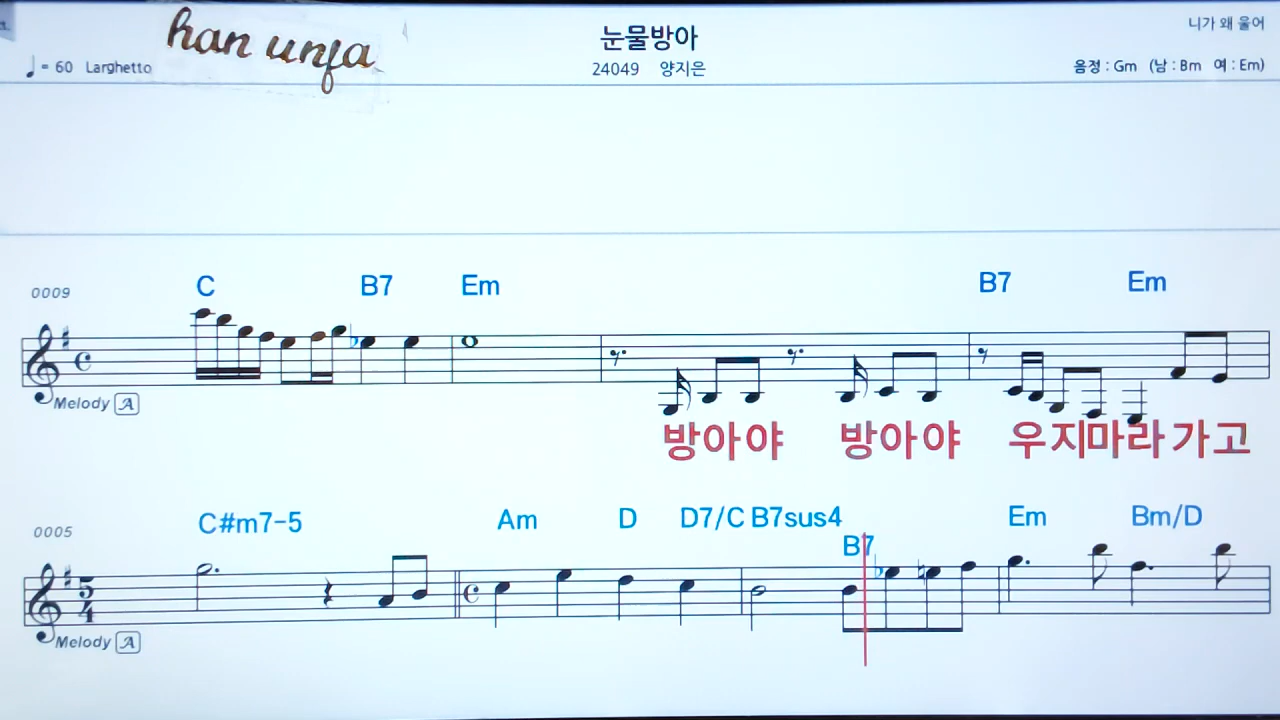 han unja
눈물방아
니가 왜 울어
♩= 60 Larghetto
24049 양지은
음정 : Gm (남 : Bm 여 : Em)
C B7 Em B7 Em
0009
Melody A
방아야 방아야 우지마라 가고
C#m7-5 Am D D7/C B7sus4 Em Bm/D
B7
0005
5
4
Melody A